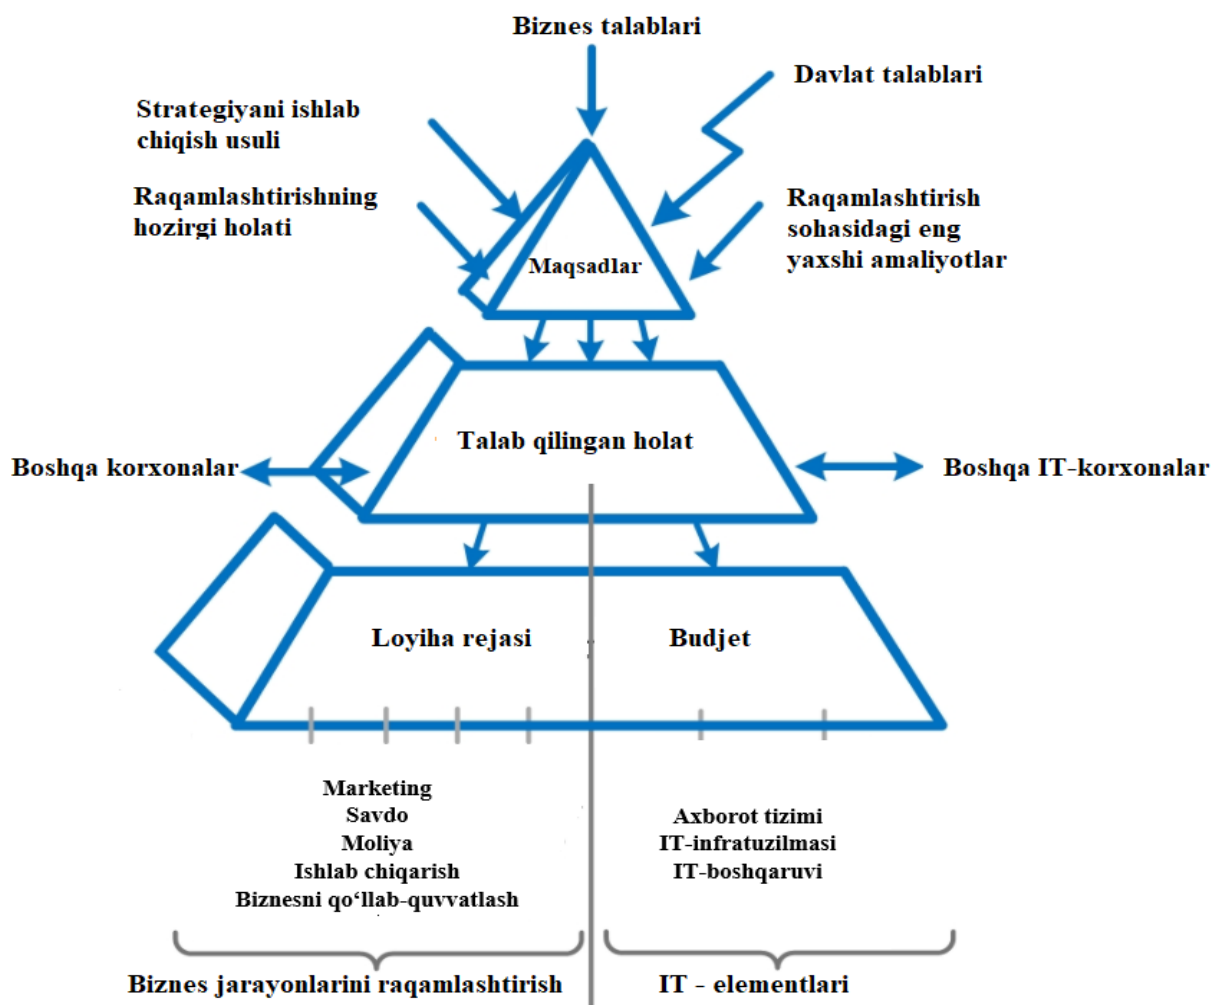 Biznes talablari
Davlat talablari
Strategiyani ishlab
chiqish usuli
Raqamlashtirishning
hozirgi holati
Raqamlashtirish
sohasidagi eng
yaxshi amaliyotlar
Maqsadlar
Talab qilingan holat
Boshqa korxonalar
Boshqa IT-korxonalar
Loyiha rejasi
Budjet
Marketing
Savdo
Moliya
Ishlab chiqarish
Biznesni qo‘llab-quvvatlash
Axborot tizimi
IT-infratuzilmasi
IT-boshqaruvi
Biznes jarayonlarini raqamlashtirish
IT - elementlari